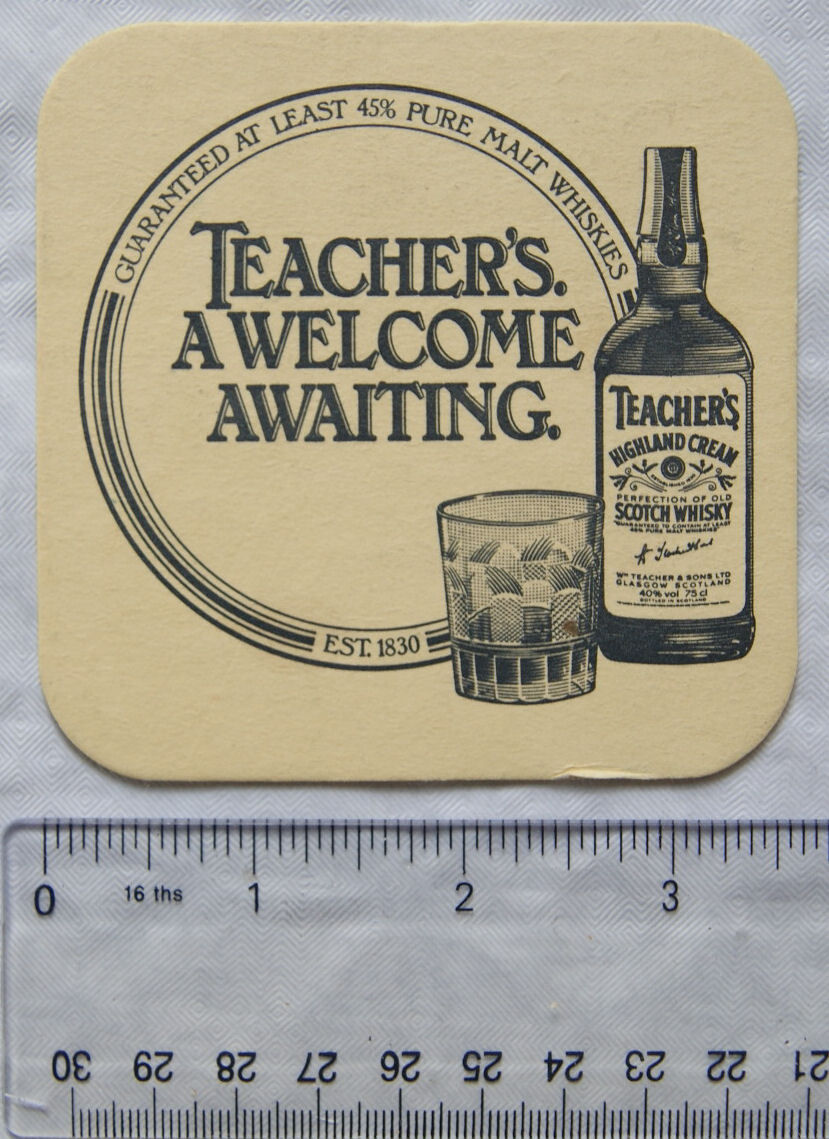 GUARANTEED AT LEAST 45% PURE MALT WHISKIES
TEACHER'S.
A WELCOME
AWAITING.
EST. 1830
TEACHER'S
HIGHLAND CREAM
PERFECTION OF OLD
SCOTCH WHISKY
GUARANTEED TO CONTAIN AT LEAST
45% PURE MALT WHISKIES
Wm TEACHER & SONS LTD
GLASGOW SCOTLAND
40% vol 75 cl
BOTTLED IN SCOTLAND
0 16 ths 1 2 3
30 29 28 27 26 25 24 23 22 21